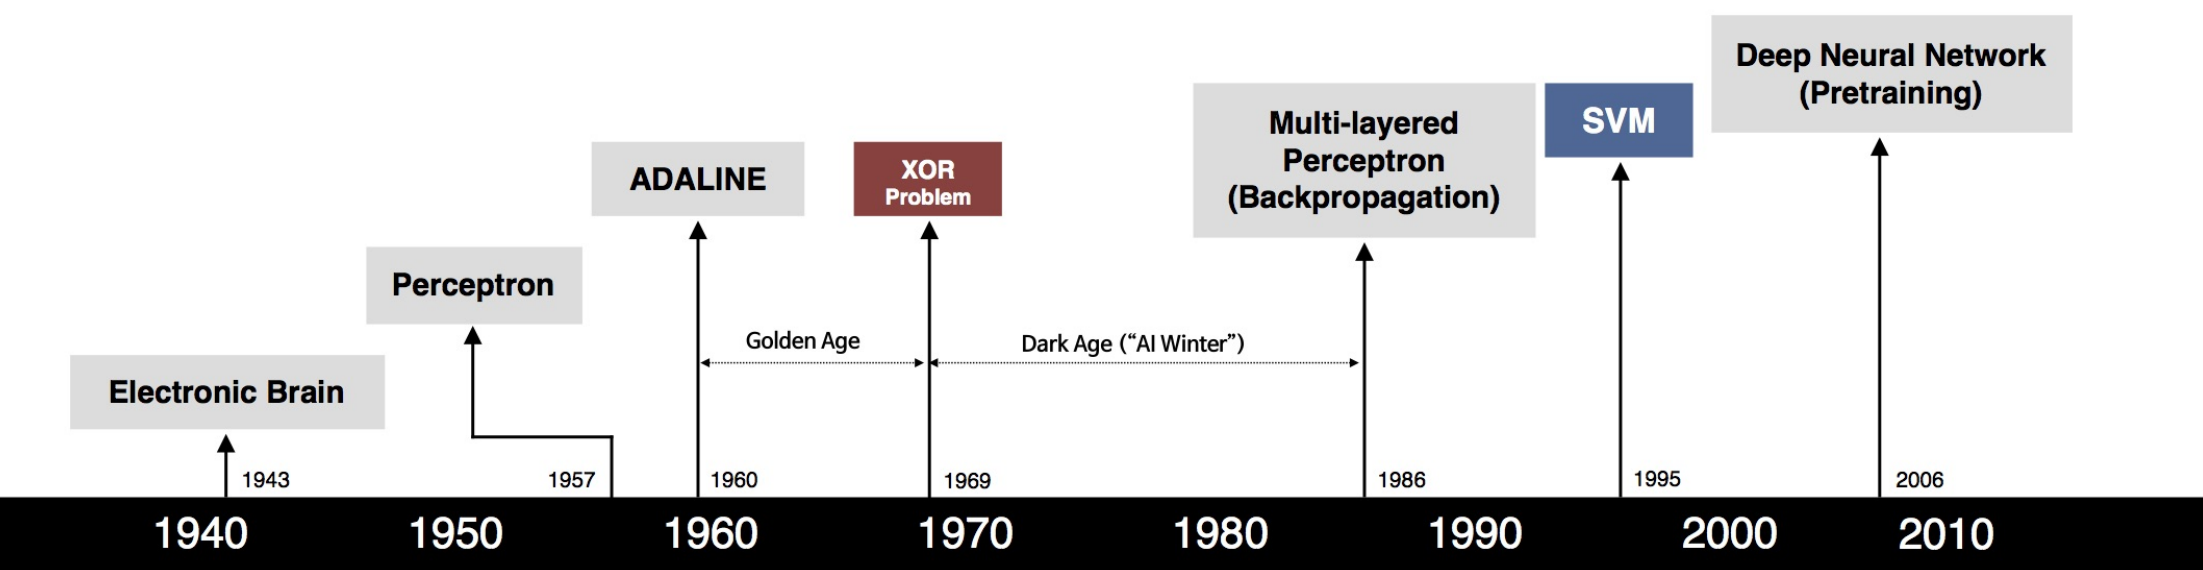 Deep Neural Network
(Pretraining)
Multi-layered
Perceptron
(Backpropagation)
SVM
ADALINE
XOR
Problem
Perceptron
Golden Age
Dark Age (“AI Winter”)
Electronic Brain
1943
1957
1960
1969
1986
1995
2006
1940
1950
1960
1970
1980
1990
2000
2010